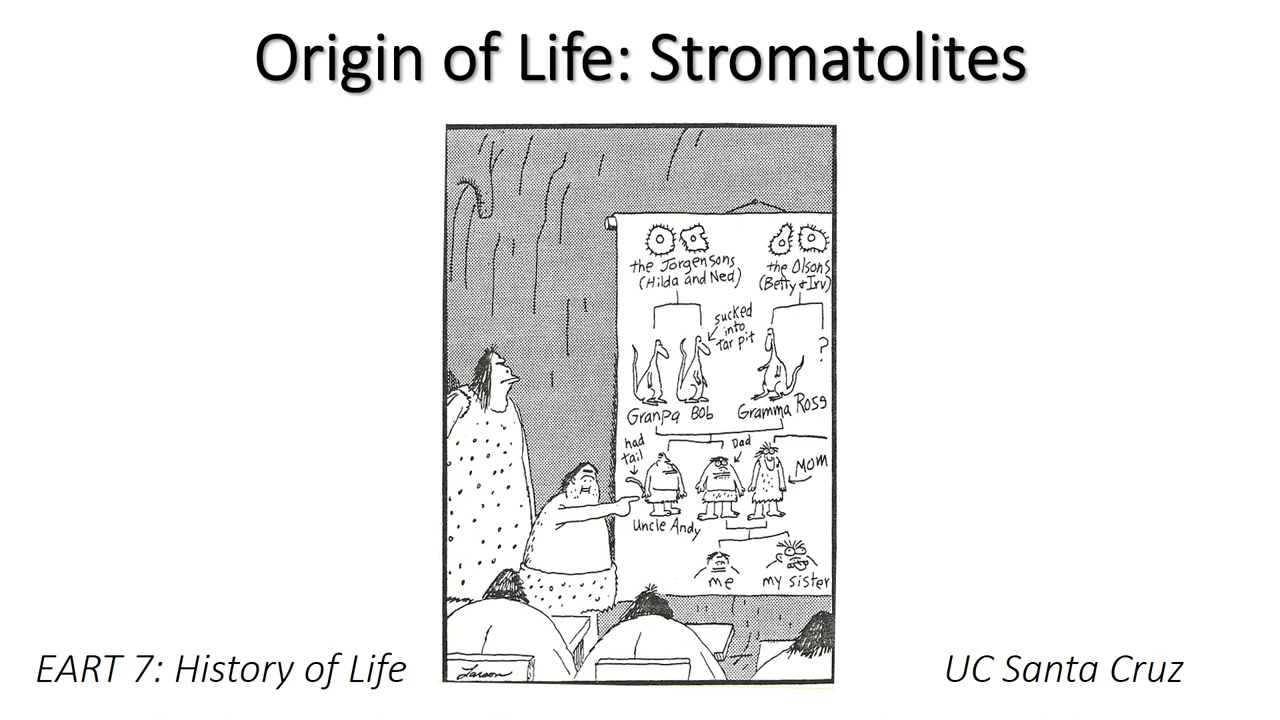 Origin of Life: Stromatolites
the Jorgensons
(Hilda and Ned)
the Olsons
(Betty & Irv)
sucked
into
tar pit
?
Granpa Bob
Gramma Rose
had
tail
Dad
Mom
Uncle Andy
me
my sister
Larson
EART 7: History of Life
UC Santa Cruz